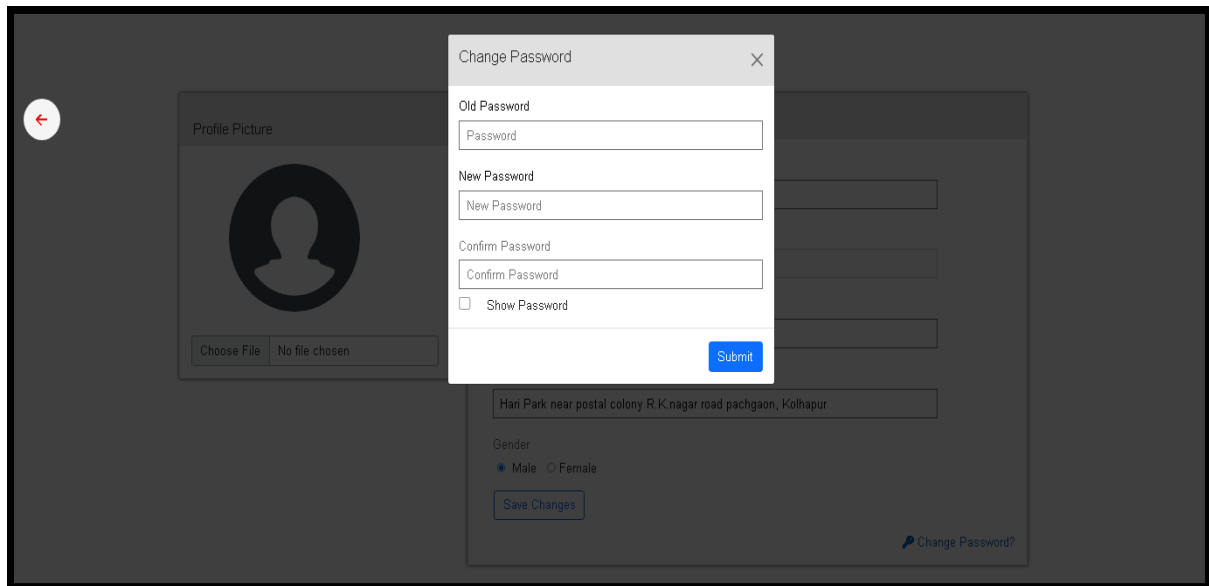 Change Password
Old Password
Password
New Password
New Password
Confirm Password
Confirm Password
Show Password
Submit
Profile Picture
Choose File No file chosen
Hari Park near postal colony R.K.nagar road pachgaon, Kolhapur
Gender
Male Female
Save Changes
Change Password?